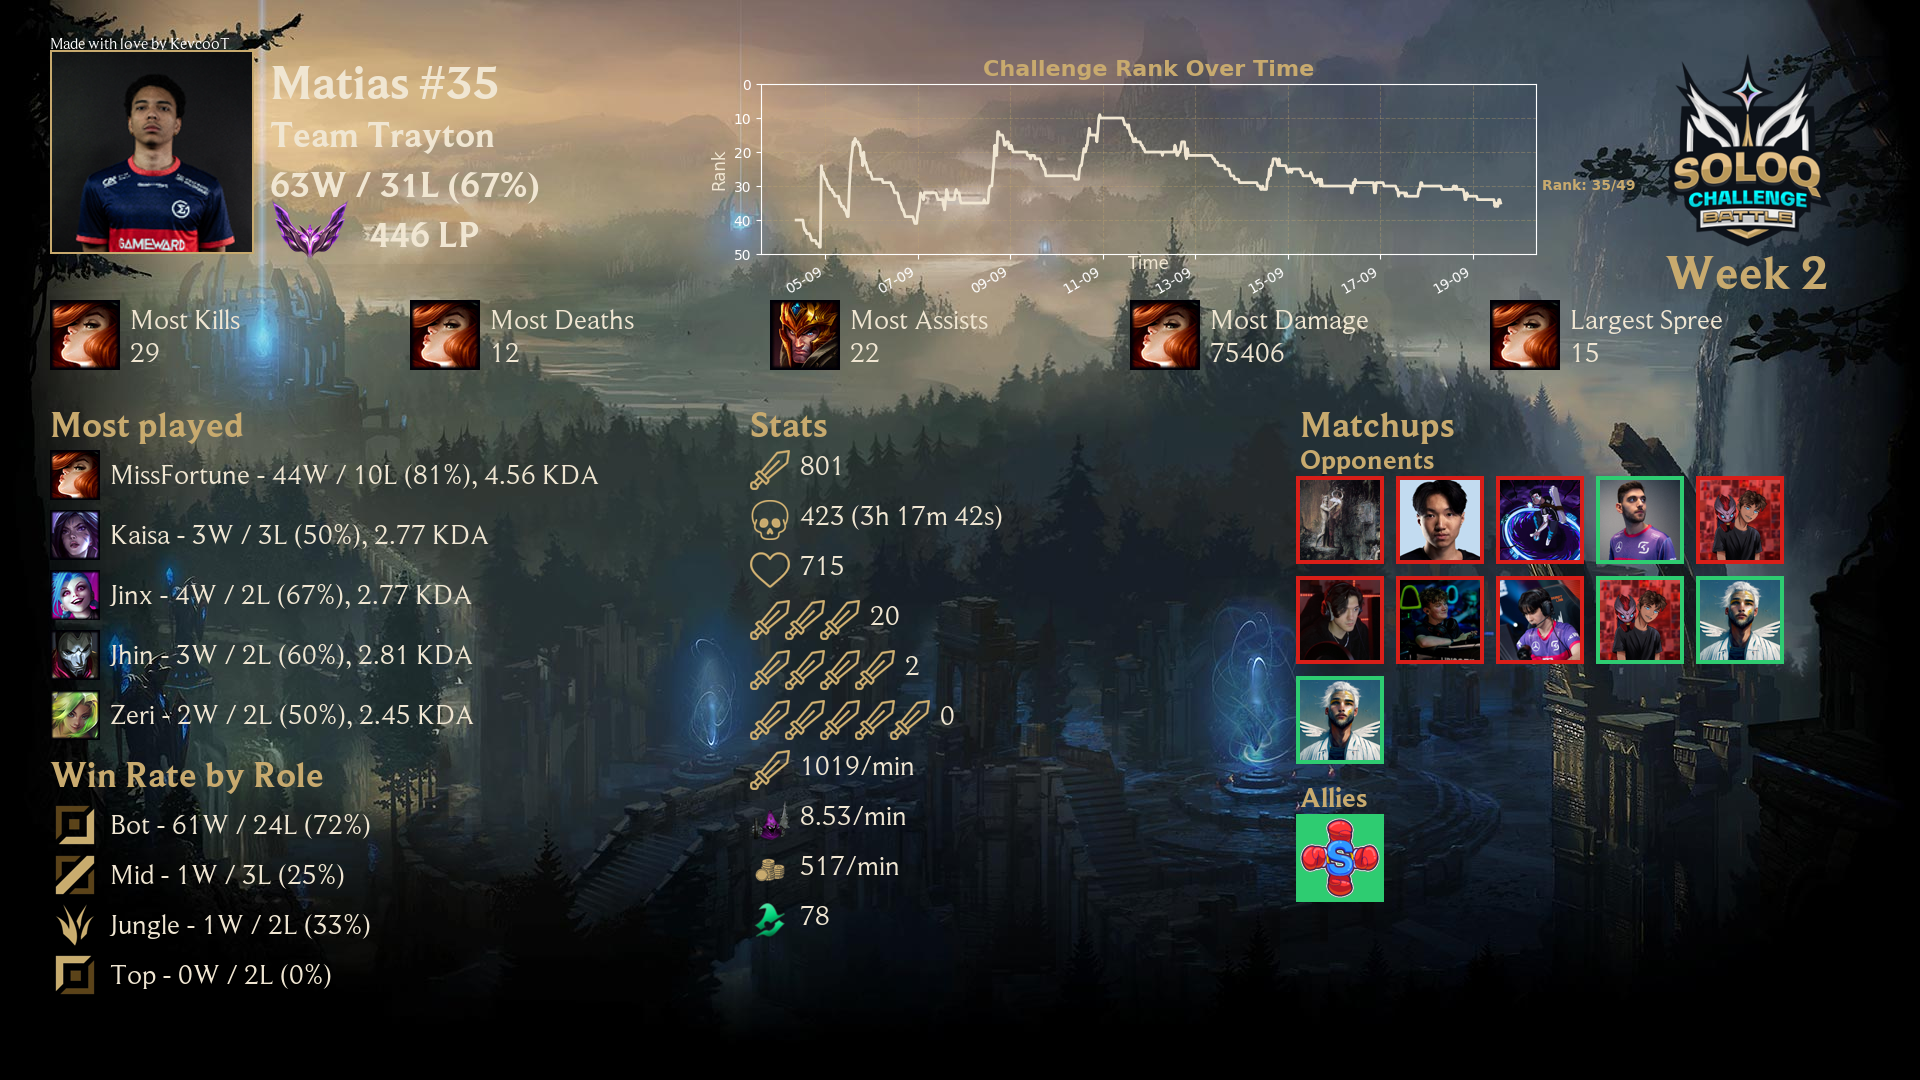 Made with love by KevcooT
Matias #35
Team Trayton
63W / 31L (67%)
446 LP
GAMEWARD
Challenge Rank Over Time
Rank
0
10
20
30
40
50
05-09
07-09
09-09
11-09
13-09
15-09
17-09
19-09
Time
Rank: 35/49
SOLOQ
CHALLENGE
BATTLE
Week 2
Most Kills
29
Most Deaths
12
Most Assists
22
Most Damage
75406
Largest Spree
15
Most played
MissFortune - 44W / 10L (81%), 4.56 KDA
Kaisa - 3W / 3L (50%), 2.77 KDA
Jinx - 4W / 2L (67%), 2.77 KDA
Jhin - 3W / 2L (60%), 2.81 KDA
Zeri - 2W / 2L (50%), 2.45 KDA
Win Rate by Role
Bot - 61W / 24L (72%)
Mid - 1W / 3L (25%)
Jungle - 1W / 2L (33%)
Top - 0W / 2L (0%)
Stats
801
423 (3h 17m 42s)
715
20
2
0
1019/min
8.53/min
517/min
78
Matchups
Opponents
Allies
S